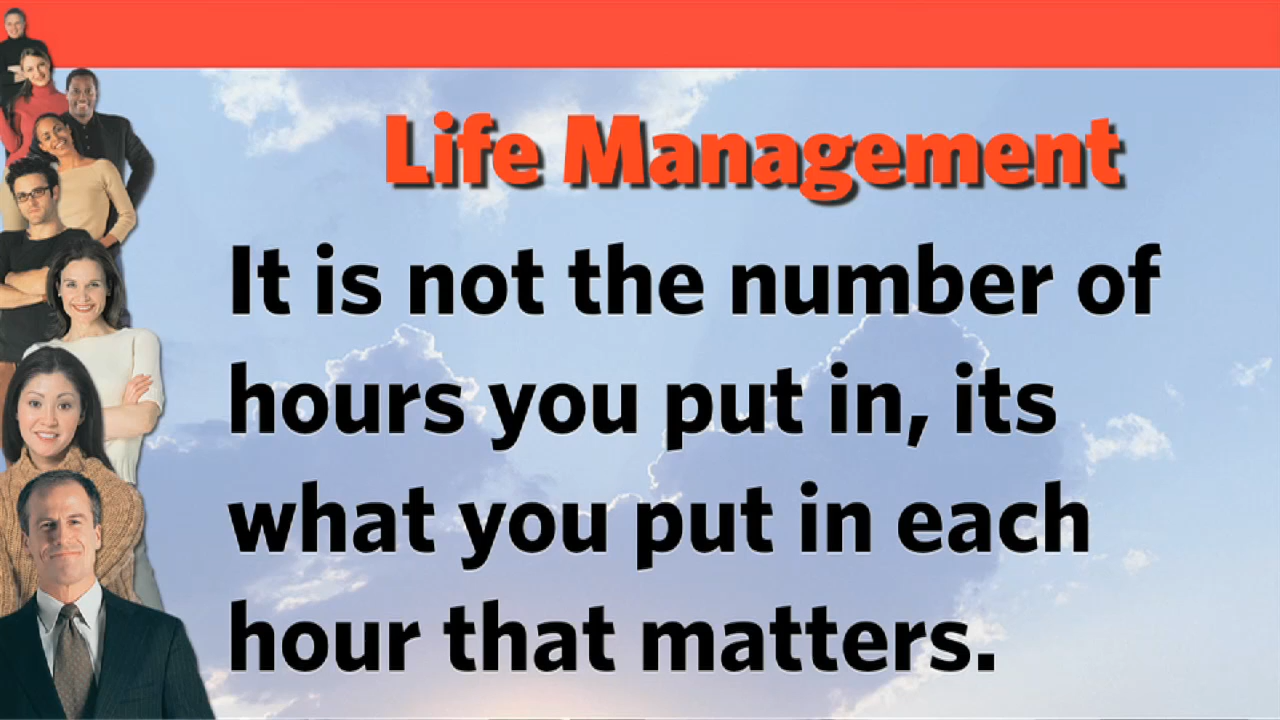 Life Management
It is not the number of
hours you put in, its
what you put in each
hour that matters.